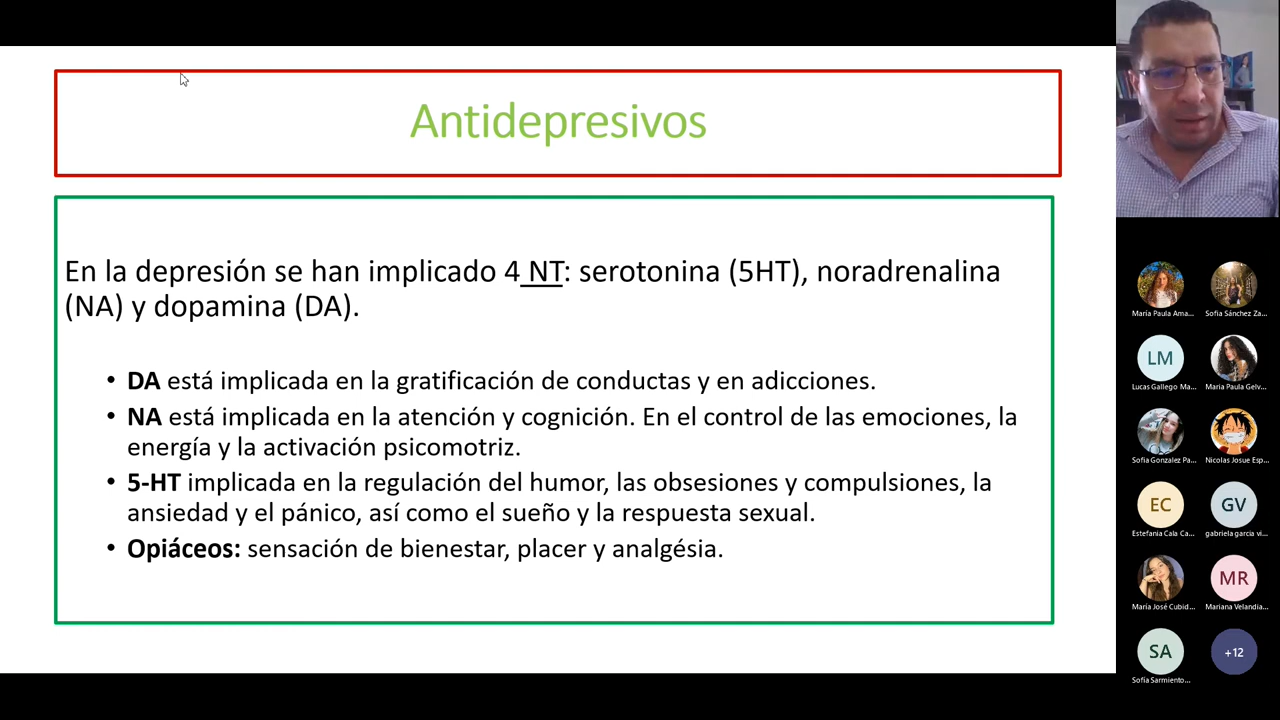 Antidepresivos
En la depresión se han implicado 4 NT: serotonina (5HT), noradrenalina
(NA) y dopamina (DA).
• DA está implicada en la gratificación de conductas y en adicciones.
• NA está implicada en la atención y cognición. En el control de las emociones, la
energía y la activación psicomotriz.
• 5-HT implicada en la regulación del humor, las obsesiones y compulsiones, la
ansiedad y el pánico, así como el sueño y la respuesta sexual.
• Opiáceos: sensación de bienestar, placer y analgésia.
María Paula Ama...
Sofía Sánchez Za...
LM
Lucas Gallego Ma...
Maria Paula Gelv...
Sofia Gonzalez Pa...
Nicolas Josue Esp...
EC
Estefania Cala Ca...
GV
gabriela garcia vi...
María José Cubid...
MR
Mariana Velandia...
SA
Sofía Sarmiento...
+12